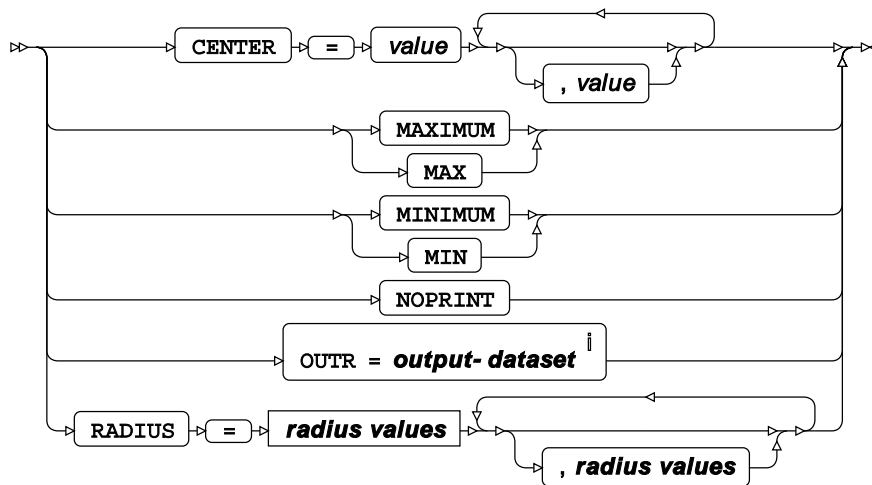 CENTER = value
, value
MAXIMUM
MAX
MINIMUM
MIN
NOPRINT
OUTR = output- dataset i
RADIUS = radius values
, radius values